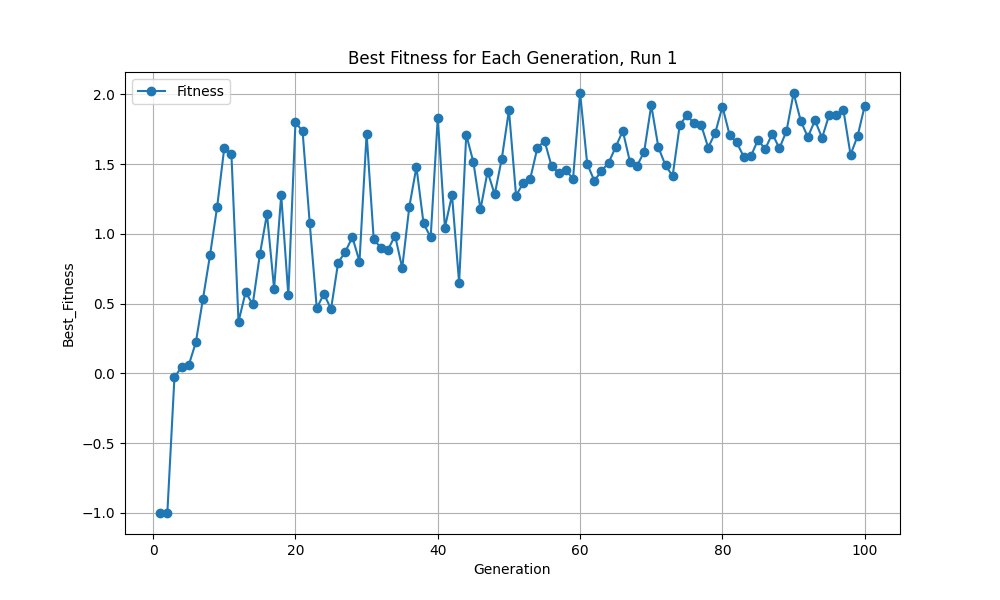 Best Fitness for Each Generation, Run 1
Fitness
Best_Fitness
2.0
1.5
1.0
0.5
0.0
−0.5
−1.0
0 20 40 60 80 100
Generation